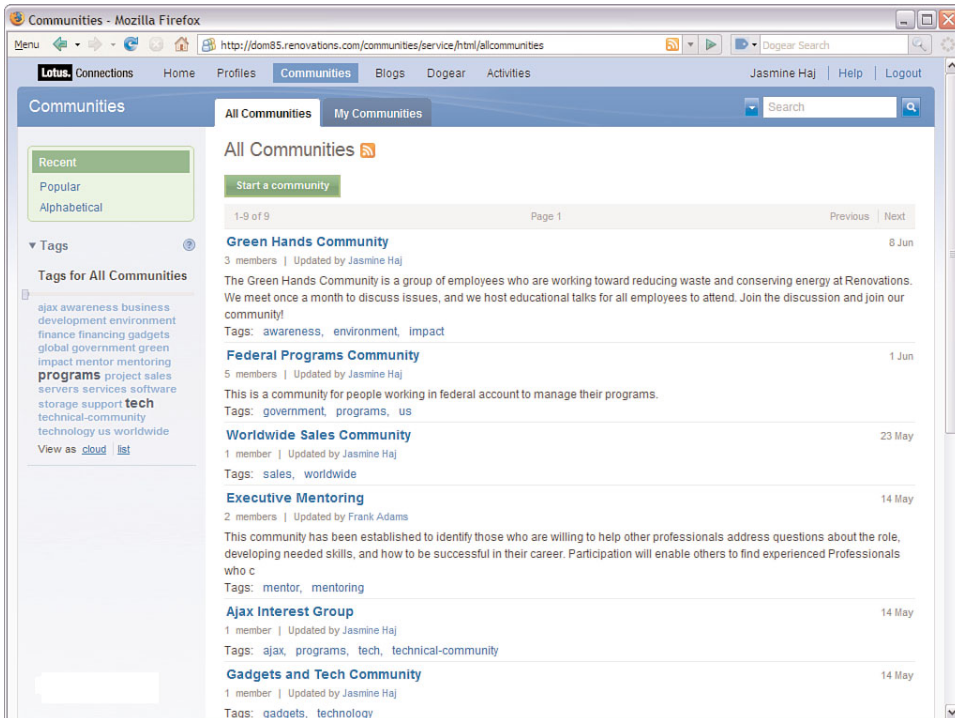 Communities - Mozilla Firefox
Menu
http://dom85.renovations.com/communities/service/html/allcommunities
Dogear Search
Lotus. Connections Home Profiles Communities Blogs Dogear Activities Jasmine Haj | Help | Logout
Communities
All Communities My Communities
Search
All Communities
Recent
Popular
Alphabetical
Start a community
1-9 of 9 Page 1 Previous | Next
Tags
Tags for All Communities
ajax awareness business
development environment
finance financing gadgets
global government green
impact mentor mentoring
programs project sales
servers services software
storage support tech
technical-community
technology us worldwide
View as cloud | list
Green Hands Community 8 Jun
3 members | Updated by Jasmine Haj
The Green Hands Community is a group of employees who are working toward reducing waste and conserving energy at Renovations.
We meet once a month to discuss issues, and we host educational talks for all employees to attend. Join the discussion and join our
community!
Tags: awareness, environment, impact
Federal Programs Community 1 Jun
5 members | Updated by Jasmine Haj
This is a community for people working in federal account to manage their programs.
Tags: government, programs, us
Worldwide Sales Community 23 May
1 member | Updated by Jasmine Haj
Tags: sales, worldwide
Executive Mentoring 14 May
2 members | Updated by Frank Adams
This community has been established to identify those who are willing to help other professionals address questions about the role,
developing needed skills, and how to be successful in their career. Participation will enable others to find experienced Professionals
who c
Tags: mentor, mentoring
Ajax Interest Group 14 May
1 member | Updated by Jasmine Haj
Tags: ajax, programs, tech, technical-community
Gadgets and Tech Community 14 May
1 member | Updated by Jasmine Haj
Tags: gadgets, technology